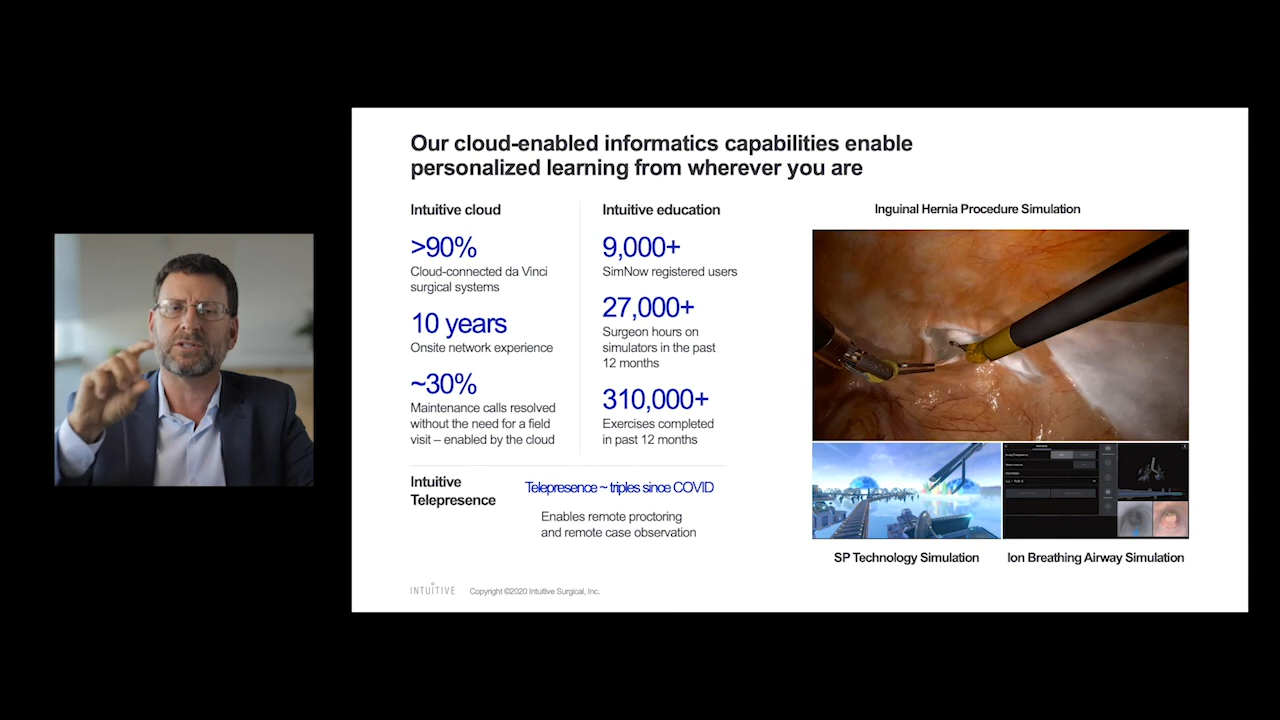 Our cloud-enabled informatics capabilities enable
personalized learning from wherever you are
Intuitive cloud
>90%
Cloud-connected da Vinci
surgical systems
10 years
Onsite network experience
~30%
Maintenance calls resolved
without the need for a field
visit – enabled by the cloud
Intuitive education
9,000+
SimNow registered users
27,000+
Surgeon hours on
simulators in the past
12 months
310,000+
Exercises completed
in past 12 months
Intuitive
Telepresence
Telepresence ~ triples since COVID
Enables remote proctoring
and remote case observation
Inguinal Hernia Procedure Simulation
SP Technology Simulation
Ion Breathing Airway Simulation
INTUITIVE
Copyright ©2020 Intuitive Surgical, Inc.